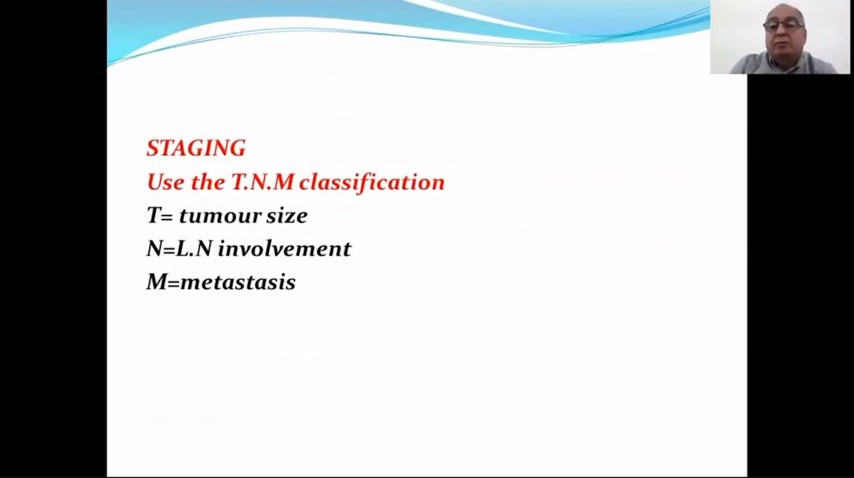 STAGING
Use the T.N.M classification
T= tumour size
N=L.N involvement
M=metastasis